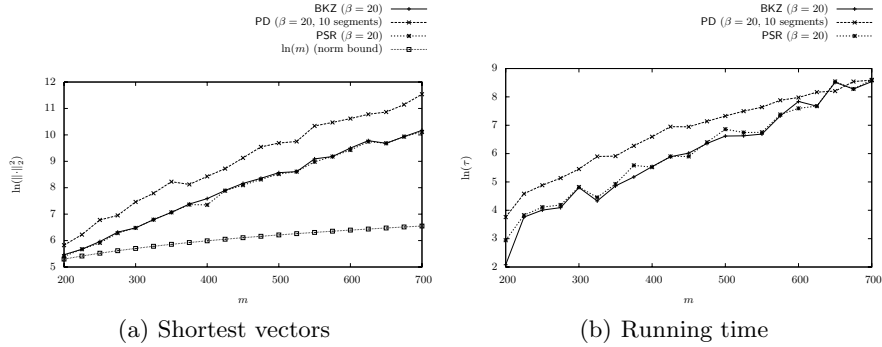 BKZ (β = 20)
PD (β = 20, 10 segments)
PSR (β = 20)
ln(m) (norm bound)
12
11
10
9
8
7
6
5
200 300 400 500 600 700
ln(||·||₂²)
m
(a) Shortest vectors
BKZ (β = 20)
PD (β = 20, 10 segments)
PSR (β = 20)
9
8
7
6
5
4
3
2
200 300 400 500 600 700
ln(τ)
m
(b) Running time